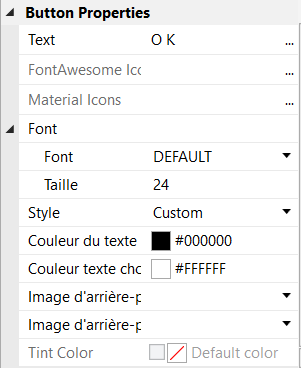 Button Properties
Text O K ...
FontAwesome Ico ...
Material Icons ...
Font
Font DEFAULT
Taille 24
Style Custom
Couleur du texte #000000
Couleur texte cho #FFFFFF
Image d'arrière-p
Image d'arrière-p
Tint Color Default color